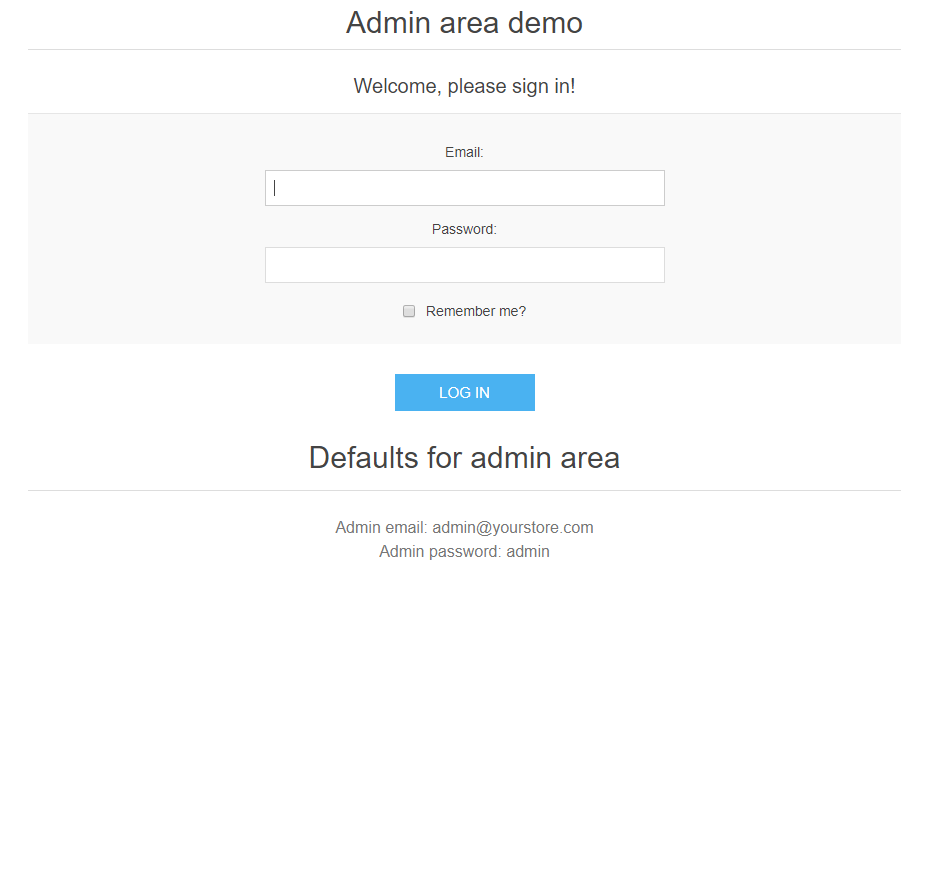 Admin area demo
Welcome, please sign in!
Email:
Password:
Remember me?
LOG IN
Defaults for admin area
Admin email: admin@yourstore.com
Admin password: admin